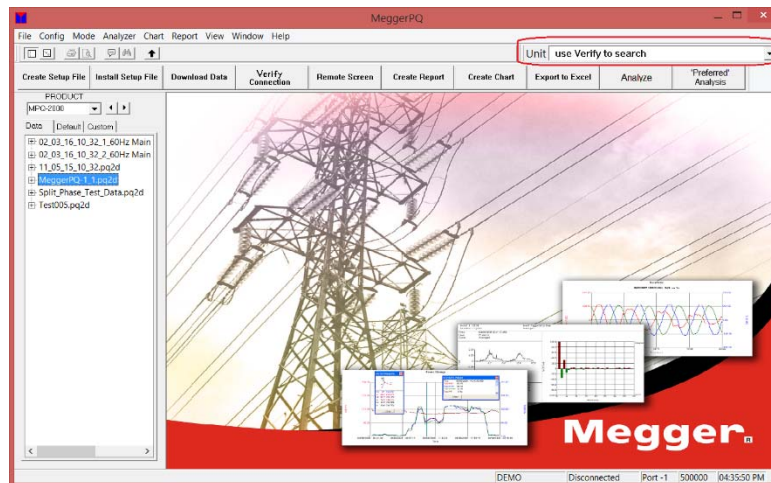 MeggerPQ
File Config Mode Analyzer Chart Report View Window Help
Unit use Verify to search
Create Setup File Install Setup File Download Data Verify Connection Remote Screen Create Report Create Chart Export to Excel Analyze 'Preferred' Analysis
PRODUCT
MPQ-2000
Data Default Custom
02_03_16_10_32_1_60Hz Main
02_03_16_10_32_2_60Hz Main
11_05_15_10_32.pq2d
MeggerPQ-1_1.pq2d
Split_Phase_Test_Data.pq2d
Test005.pq2d
Megger
DEMO Disconnected Port -1 500000 04:35:50 PM